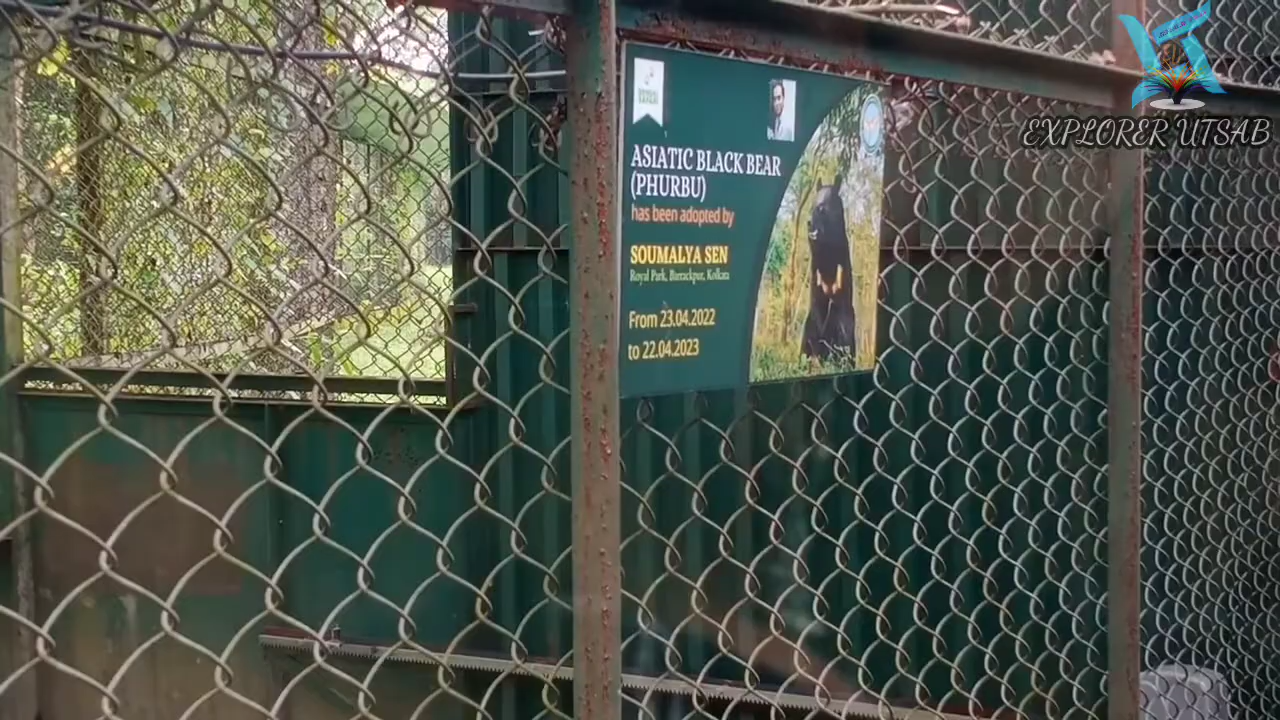 ASIATIC BLACK BEAR
(PHURBU)
has been adopted by
SOUMALYA SEN
Royal Park, Barrackpur, Kolkata
From 23.04.2022
to 22.04.2023
EXPLORER UTSAB